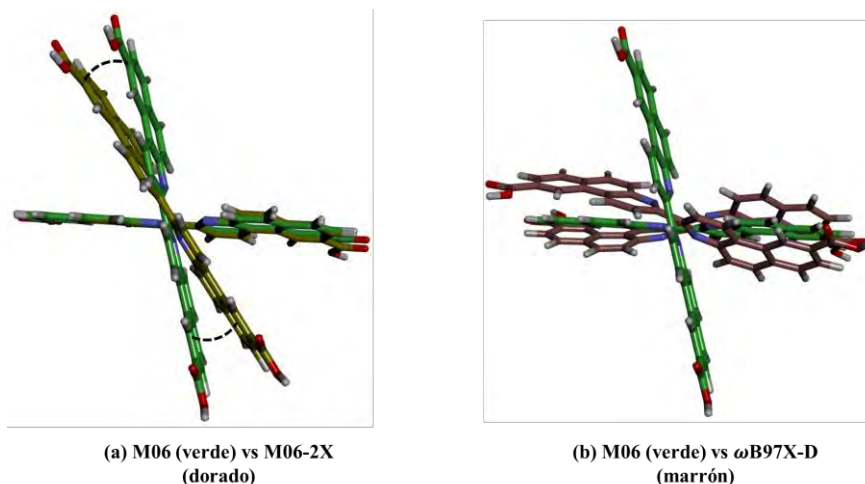 (a) M06 (verde) vs M06-2X
(dorado)
(b) M06 (verde) vs ωB97X-D
(marrón)